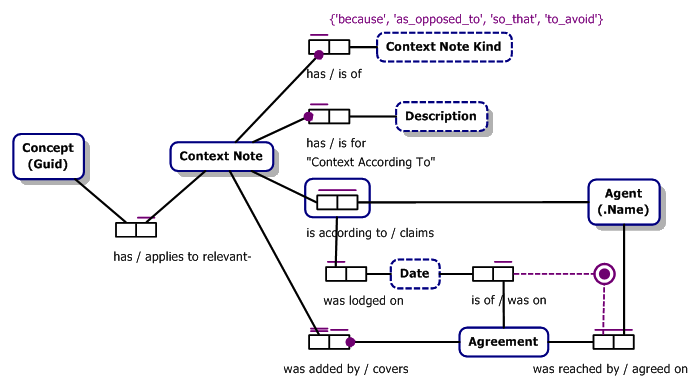 {'because', 'as_opposed_to', 'so_that', 'to_avoid'}
Context Note Kind
has / is of
Description
has / is for
"Context According To"
Concept
(Guid)
Context Note
Agent
(.Name)
is according to / claims
has / applies to relevant-
Date
was lodged on
is of / was on
Agreement
was added by / covers
was reached by / agreed on